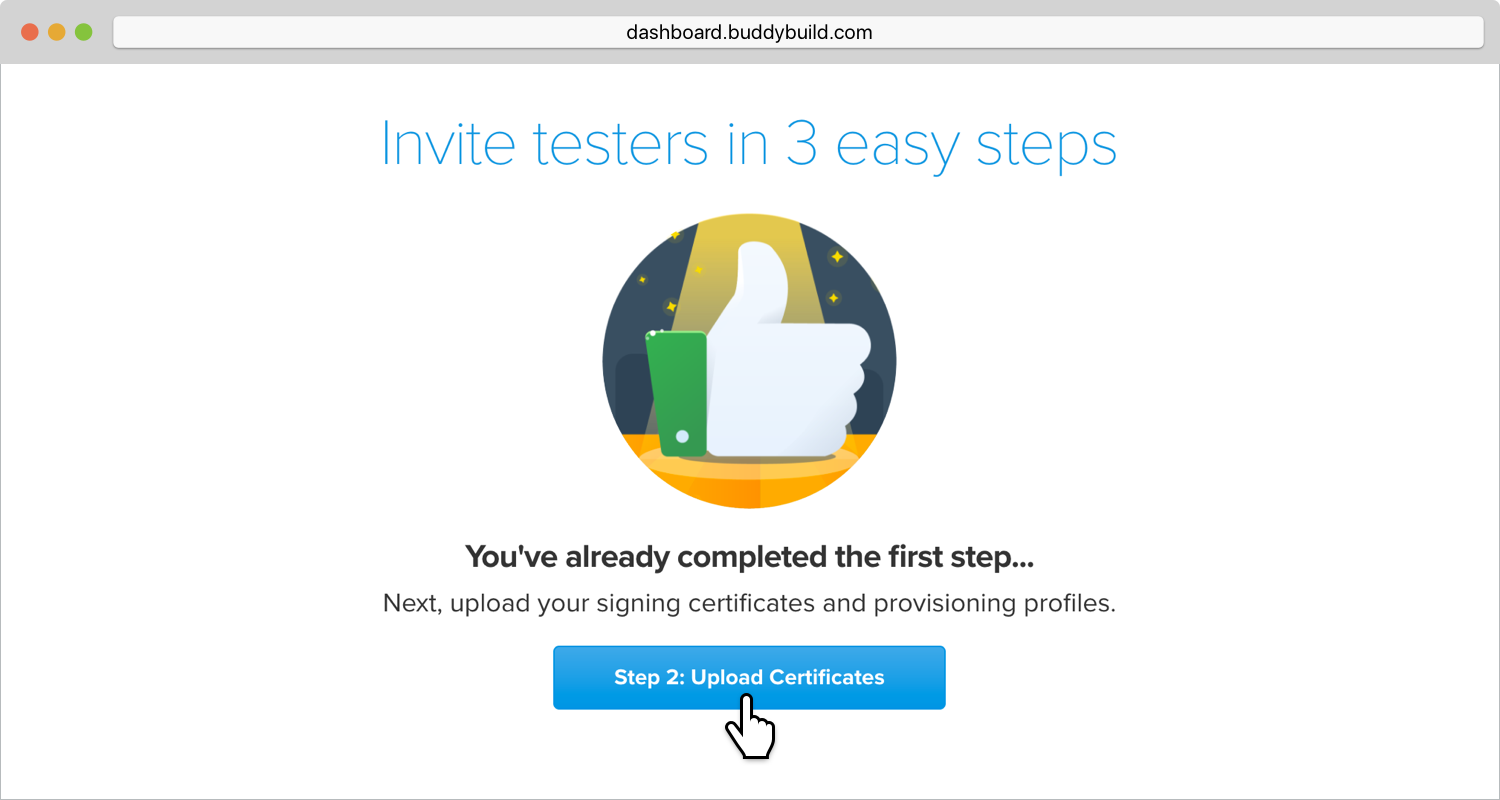 dashboard.buddybuild.com
Invite testers in 3 easy steps
You've already completed the first step...
Next, upload your signing certificates and provisioning profiles.
Step 2: Upload Certificates